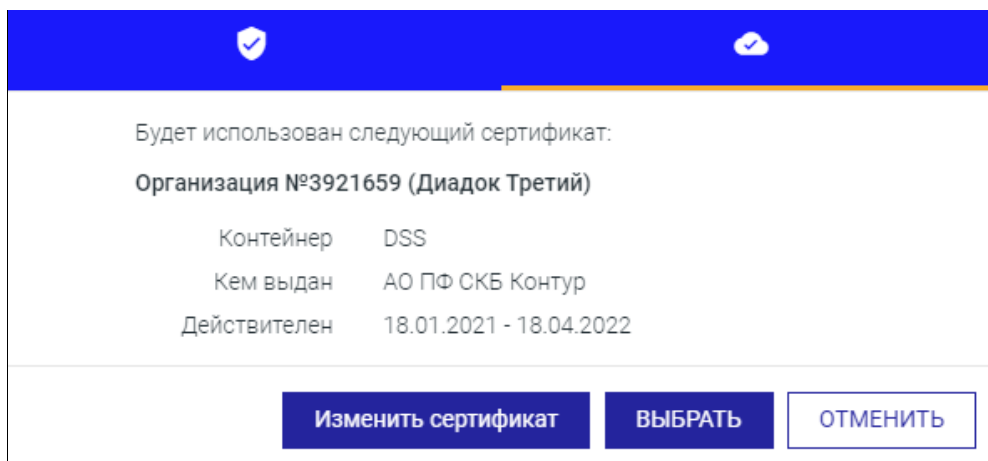 Будет использован следующий сертификат:
Организация №3921659 (Диадок Третий)
Контейнер DSS
Кем выдан АО ПФ СКБ Контур
Действителен 18.01.2021 - 18.04.2022
Изменить сертификат ВЫБРАТЬ ОТМЕНИТЬ